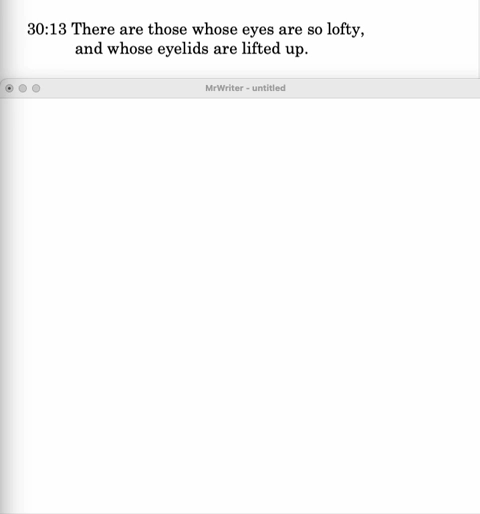 30:13 There are those whose eyes are so lofty,
and whose eyelids are lifted up.
MrWriter - untitled